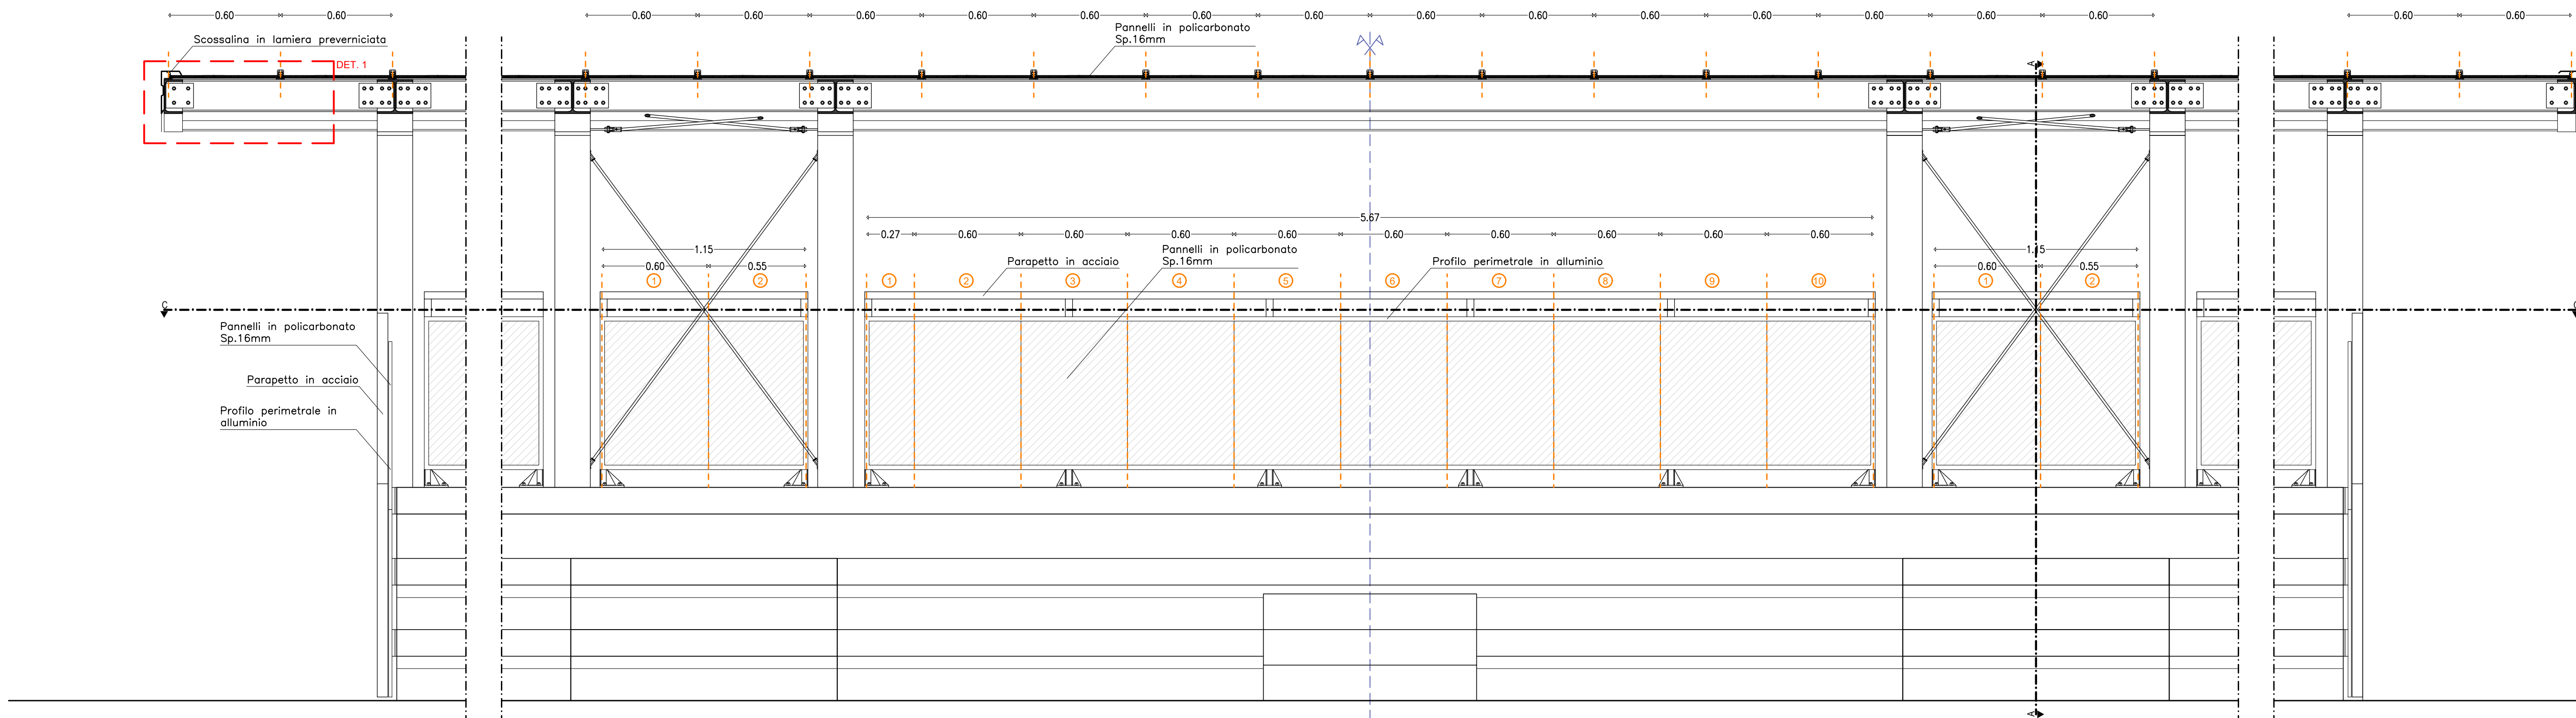 0.60 0.60 0.60 0.60 0.60 0.60 0.60 0.60 0.60 0.60 0.60 0.60 0.60 0.60 0.60 0.60 0.60 0.60
Scossalina in lamiera preverniciata
Pannelli in policarbonato
Sp.16mm
DET. 1
A
5.67
0.27 0.60 0.60 0.60 0.60 0.60 0.60 0.60 0.60 0.60
1.15
0.60 0.55
Parapetto in acciaio
Pannelli in policarbonato
Sp.16mm
Profilo perimetrale in alluminio
1.15
0.60 0.55
1 2 1 2 3 4 5 6 7 8 9 10 1 2
C
Pannelli in policarbonato
Sp.16mm
Parapetto in acciaio
Profilo perimetrale in
alluminio
A